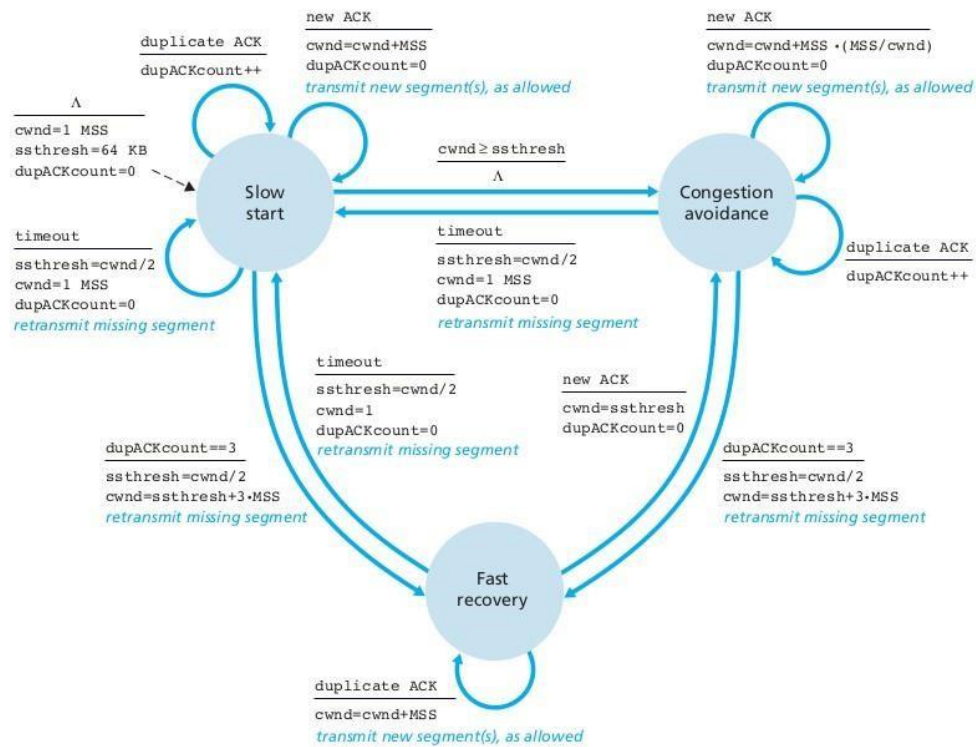 new ACK
cwnd=cwnd+MSS
dupACKcount=0
transmit new segment(s), as allowed
duplicate ACK
dupACKcount++
Λ
cwnd=1 MSS
ssthresh=64 KB
dupACKcount=0
Slow
start
timeout
ssthresh=cwnd/2
cwnd=1 MSS
dupACKcount=0
retransmit missing segment
cwnd≥ssthresh
Λ
timeout
ssthresh=cwnd/2
cwnd=1 MSS
dupACKcount=0
retransmit missing segment
new ACK
cwnd=cwnd+MSS •(MSS/cwnd)
dupACKcount=0
transmit new segment(s), as allowed
Congestion
avoidance
duplicate ACK
dupACKcount++
timeout
ssthresh=cwnd/2
cwnd=1
dupACKcount=0
retransmit missing segment
new ACK
cwnd=ssthresh
dupACKcount=0
dupACKcount==3
ssthresh=cwnd/2
cwnd=ssthresh+3•MSS
retransmit missing segment
dupACKcount==3
ssthresh=cwnd/2
cwnd=ssthresh+3•MSS
retransmit missing segment
Fast
recovery
duplicate ACK
cwnd=cwnd+MSS
transmit new segment(s), as allowed